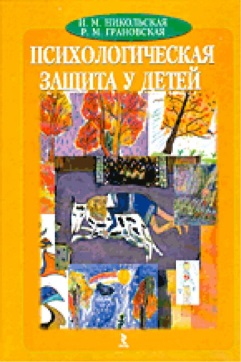 И. М. НИКОЛЬСКАЯ
Р. М. ГРАНОВСКАЯ
ПСИХОЛОГИЧЕСКАЯ
ЗАЩИТА У ДЕТЕЙ